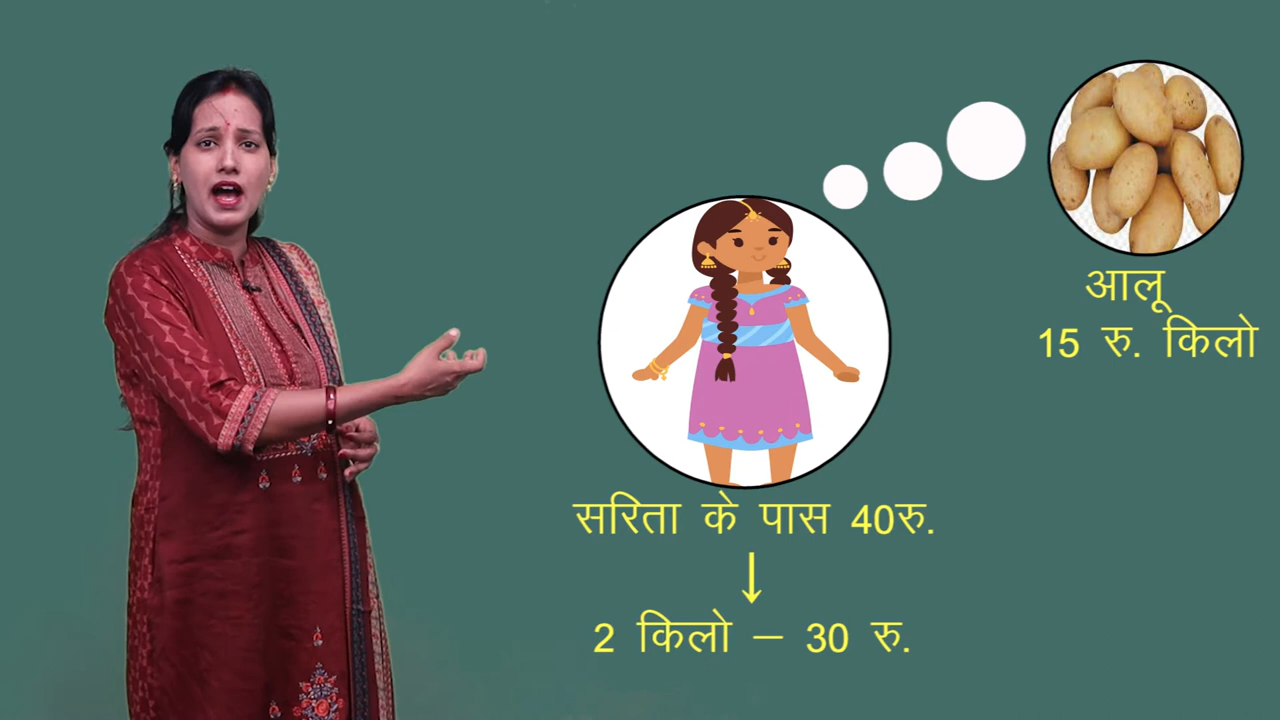 आलू
15 रु. किलो
सरिता के पास 40रु.
↓
2 किलो – 30 रु.